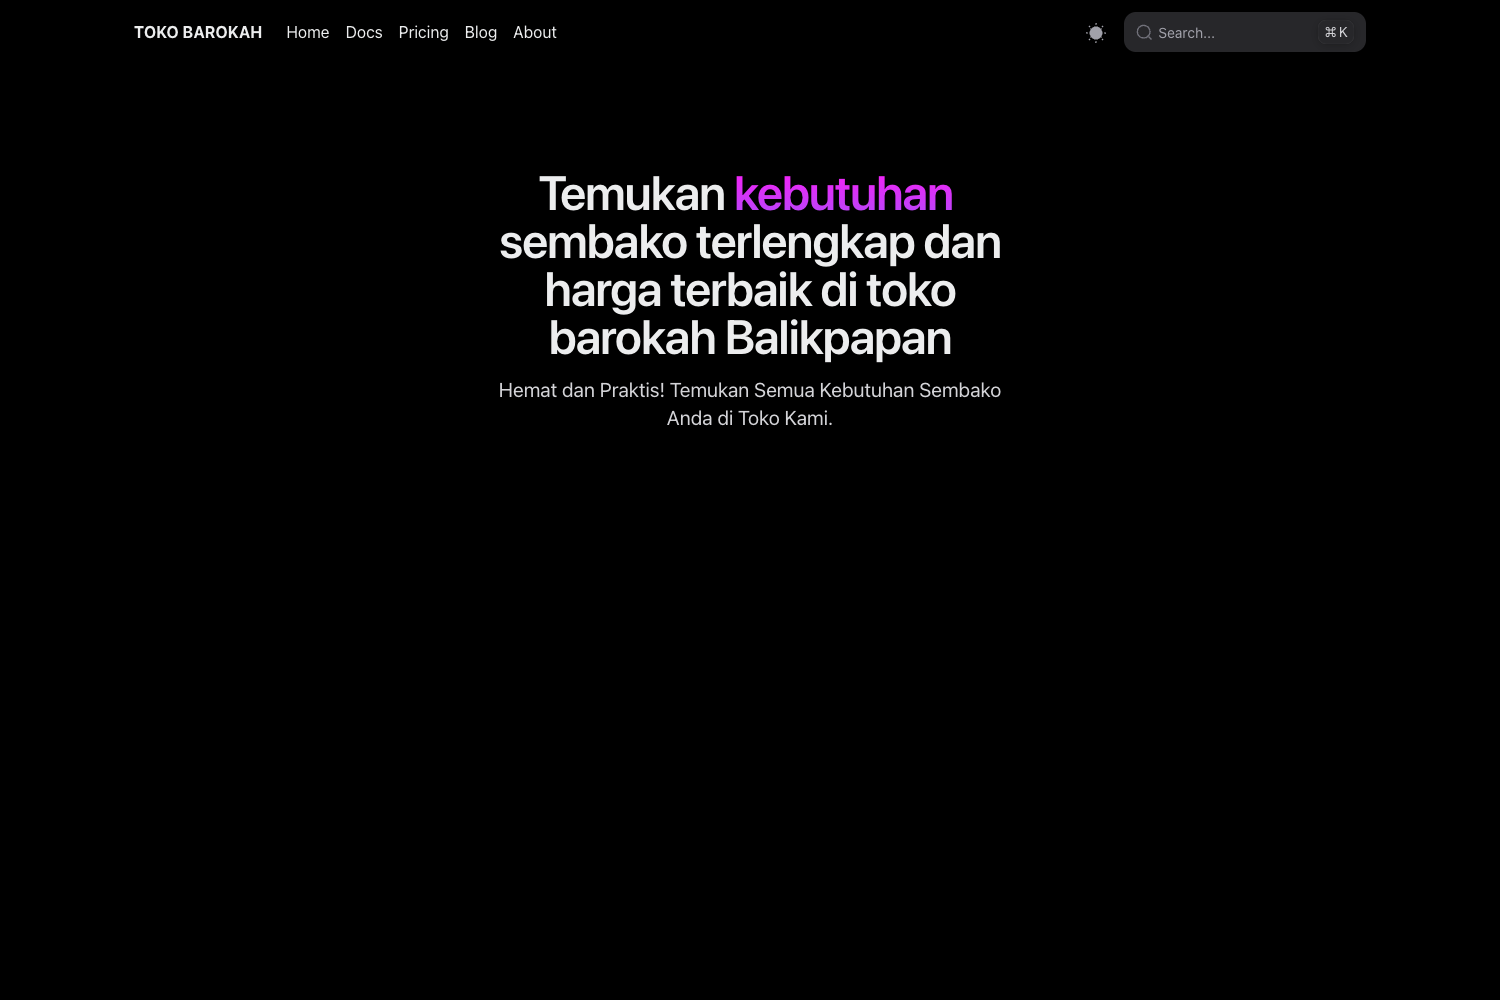 TOKO BAROKAH Home Docs Pricing Blog About Search... ⌘K
Temukan kebutuhan
sembako terlengkap dan
harga terbaik di toko
barokah Balikpapan
Hemat dan Praktis! Temukan Semua Kebutuhan Sembako
Anda di Toko Kami.